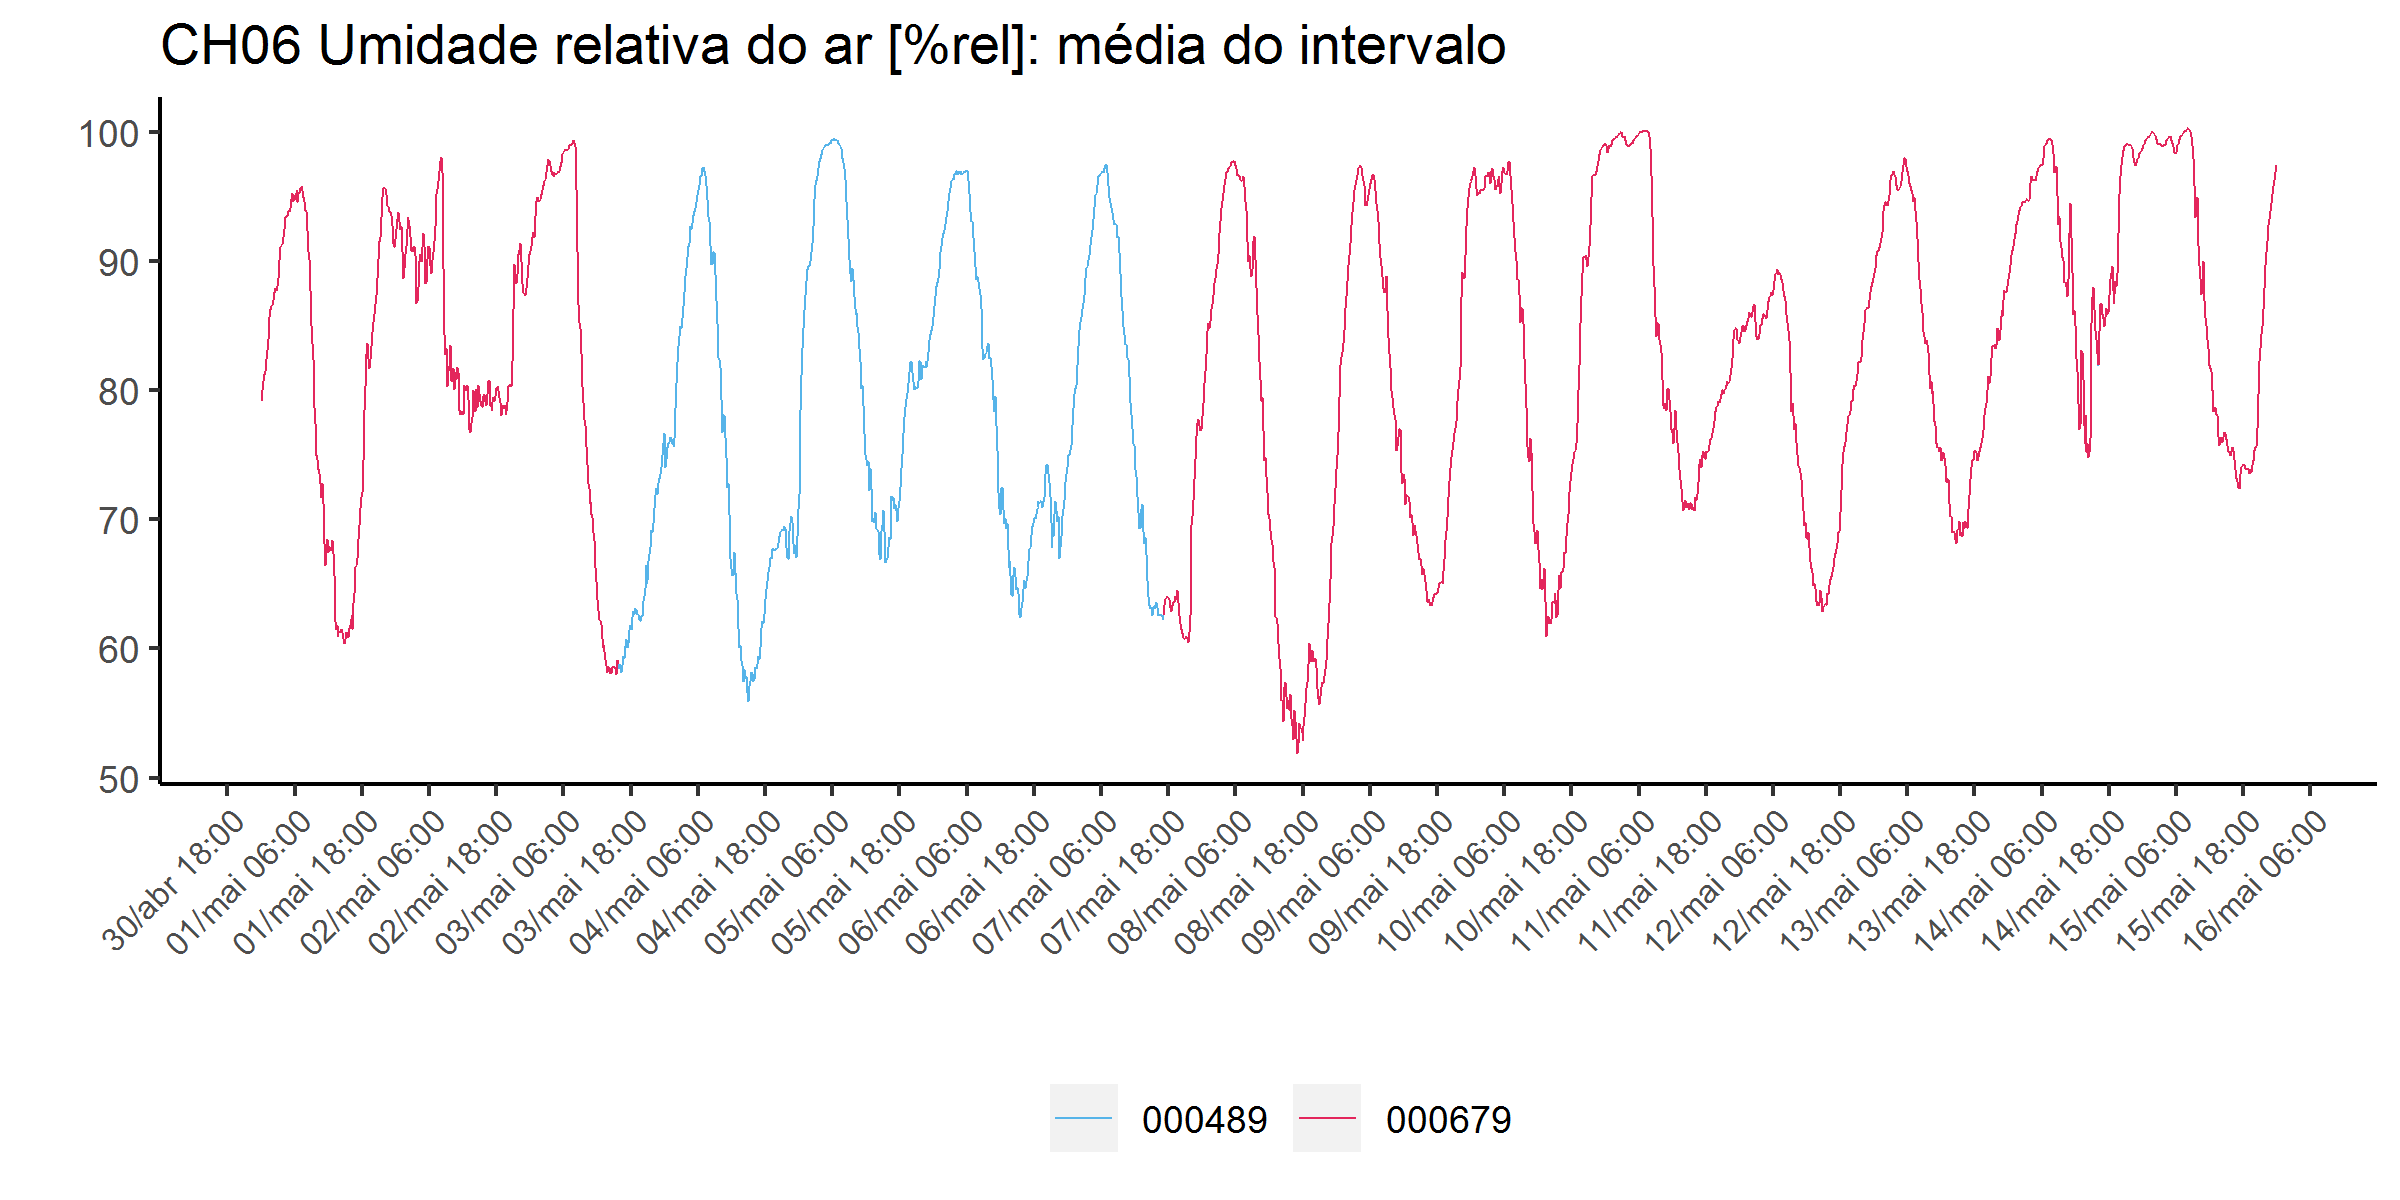 CH06 Umidade relativa do ar [%rel]: média do intervalo
100
90
80
70
60
50
30/abr 18:00
01/mai 06:00
01/mai 18:00
02/mai 06:00
02/mai 18:00
03/mai 06:00
03/mai 18:00
04/mai 06:00
04/mai 18:00
05/mai 06:00
05/mai 18:00
06/mai 06:00
06/mai 18:00
07/mai 06:00
07/mai 18:00
08/mai 06:00
08/mai 18:00
09/mai 06:00
09/mai 18:00
10/mai 06:00
10/mai 18:00
11/mai 06:00
11/mai 18:00
12/mai 06:00
12/mai 18:00
13/mai 06:00
13/mai 18:00
14/mai 06:00
14/mai 18:00
15/mai 06:00
15/mai 18:00
16/mai 06:00
000489
000679